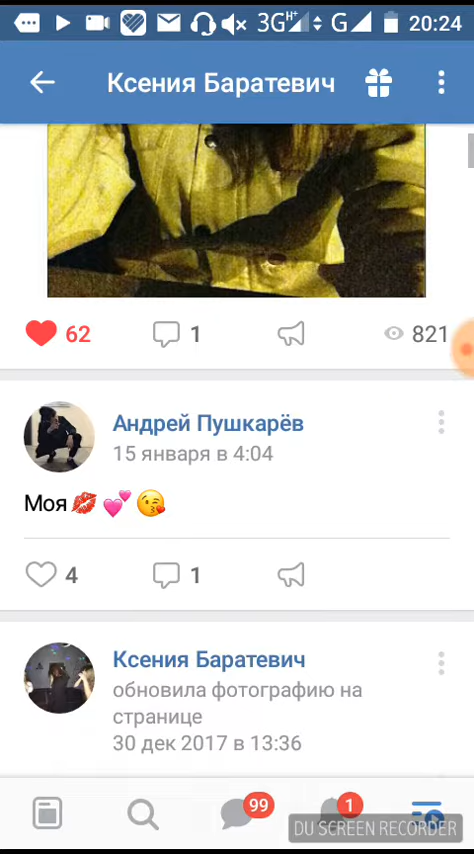 3G H+ G 20:24
Ксения Баратевич
62 1 821
Андрей Пушкарёв
15 января в 4:04
Моя💋💕😘
4 1
Ксения Баратевич
обновила фотографию на
странице
30 дек 2017 в 13:36
99 1
DU SCREEN RECORDER